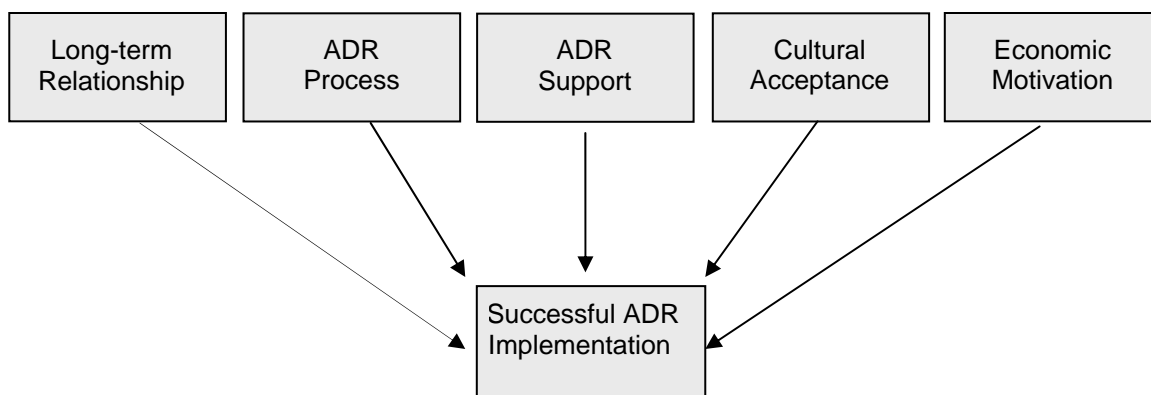 Long-term
Relationship
ADR
Process
ADR
Support
Cultural
Acceptance
Economic
Motivation
Successful ADR
Implementation